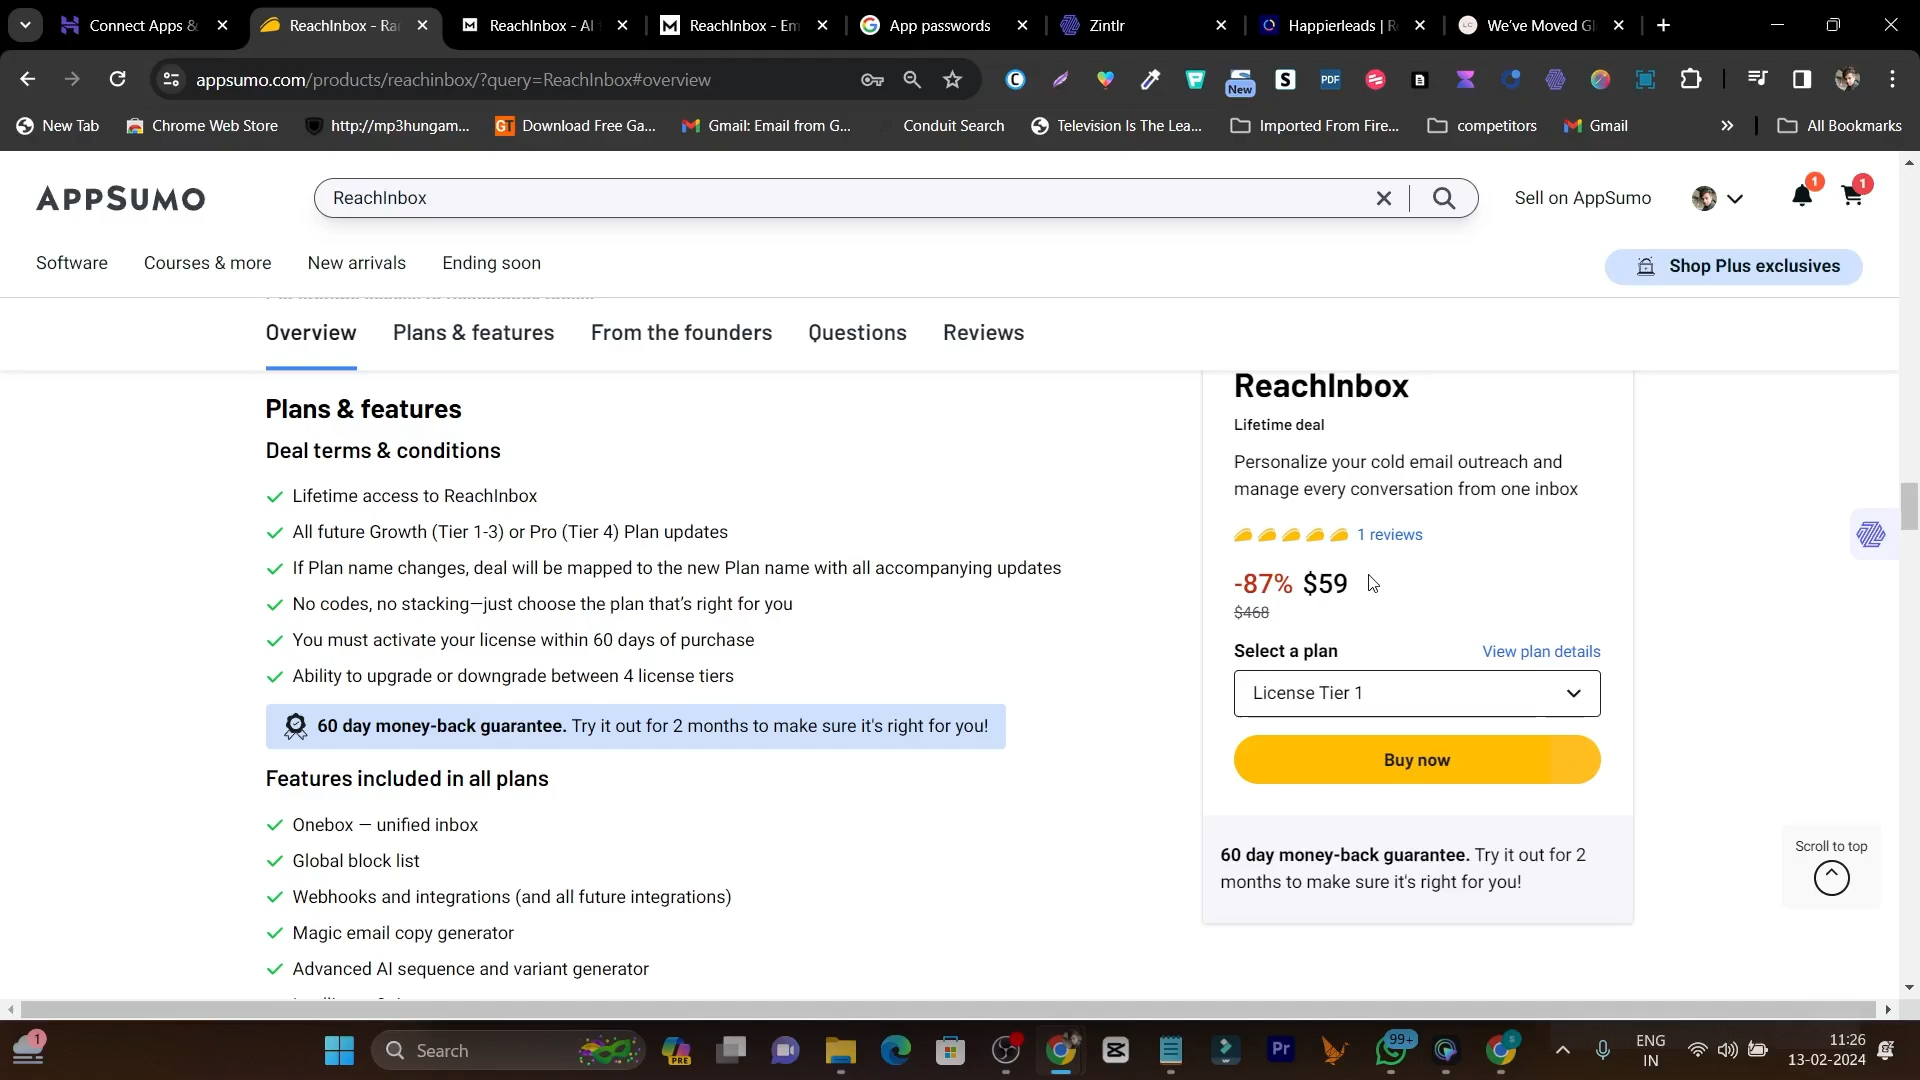 Connect Apps &
ReachInbox - Ra
ReachInbox - AI
ReachInbox - Em
App passwords
Zintlr
Happierleads | R
We've Moved Gl
appsumo.com/products/reachinbox/?query=ReachInbox#overview
New
PDF
New Tab
Chrome Web Store
http://mp3hungam...
Download Free Ga...
Gmail: Email from G...
Conduit Search
Television Is The Lea...
Imported From Fire...
competitors
Gmail
All Bookmarks
APPSUMO
ReachInbox
Sell on AppSumo
1
1
Software
Courses & more
New arrivals
Ending soon
Shop Plus exclusives
Overview
Plans & features
From the founders
Questions
Reviews
Plans & features
Deal terms & conditions
Lifetime access to ReachInbox
All future Growth (Tier 1-3) or Pro (Tier 4) Plan updates
If Plan name changes, deal will be mapped to the new Plan name with all accompanying updates
No codes, no stacking—just choose the plan that's right for you
You must activate your license within 60 days of purchase
Ability to upgrade or downgrade between 4 license tiers
60 day money-back guarantee. Try it out for 2 months to make sure it's right for you!
Features included in all plans
Onebox — unified inbox
Global block list
Webhooks and integrations (and all future integrations)
Magic email copy generator
Advanced AI sequence and variant generator
ReachInbox
Lifetime deal
Personalize your cold email outreach and
manage every conversation from one inbox
1 reviews
-87% $59
$468
Select a plan
View plan details
License Tier 1
Buy now
60 day money-back guarantee. Try it out for 2
months to make sure it's right for you!
Scroll to top
1
Search
PRE
Pr
99+
ENG
IN
11:26
13-02-2024